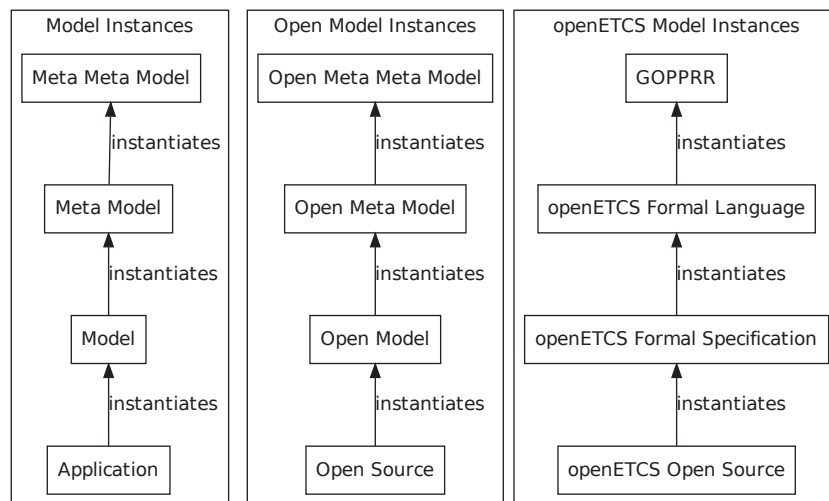 Model Instances
Meta Meta Model
instantiates
Meta Model
instantiates
Model
instantiates
Application
Open Model Instances
Open Meta Meta Model
instantiates
Open Meta Model
instantiates
Open Model
instantiates
Open Source
openETCS Model Instances
GOPPRR
instantiates
openETCS Formal Language
instantiates
openETCS Formal Specification
instantiates
openETCS Open Source